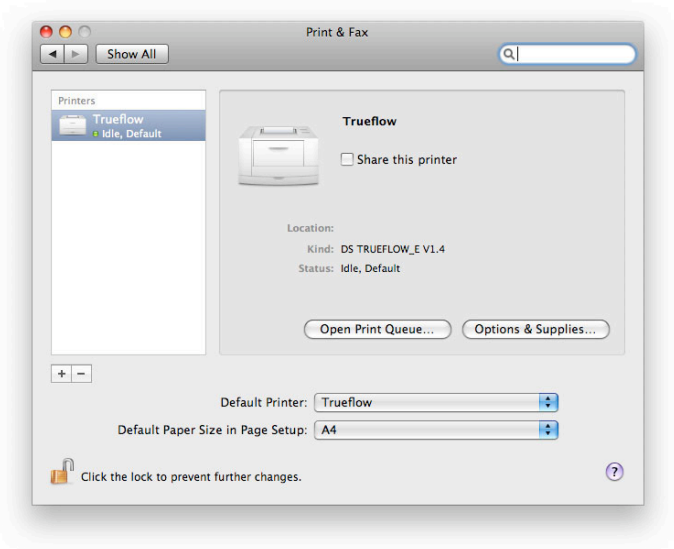 Print & Fax
Show All
Printers
Trueflow
Idle, Default
Trueflow
Share this printer
Location:
Kind: DS TRUEFLOW_E V1.4
Status: Idle, Default
Open Print Queue...
Options & Supplies...
+ −
Default Printer: Trueflow
Default Paper Size in Page Setup: A4
Click the lock to prevent further changes.
?